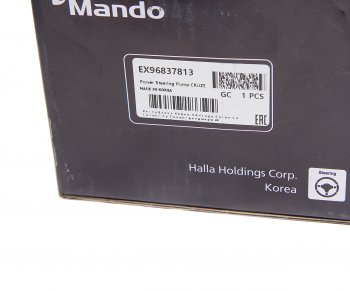 Mando
EX96837813
Power Steering Pump CRUZE
MADE IN KOREA
GC 1 PCS
EAC
Halla Holdings Corp.
Korea
Steering